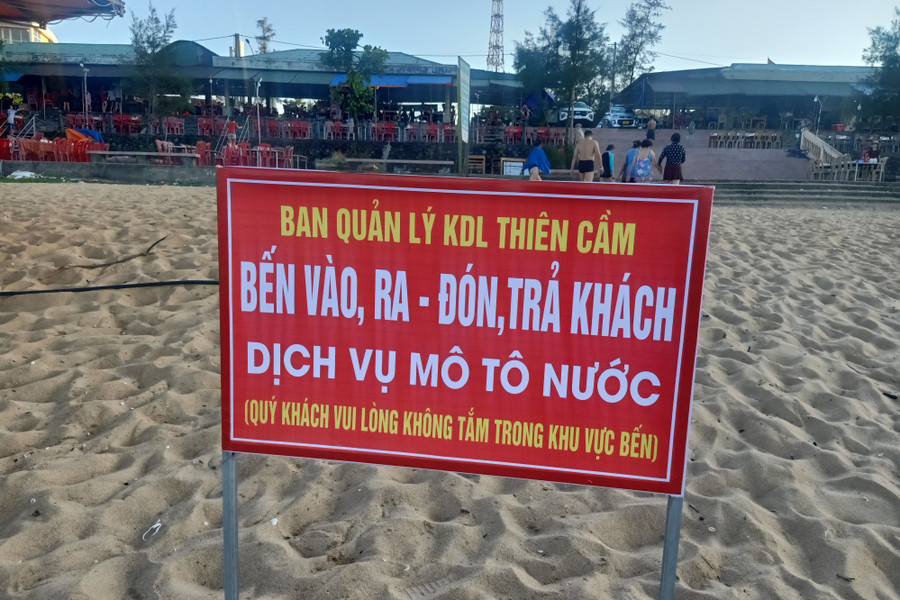 BAN QUẢN LÝ KDL THIÊN CẦM
BẾN VÀO, RA - ĐÓN,TRẢ KHÁCH
DỊCH VỤ MÔ TÔ NƯỚC
(QUÝ KHÁCH VUI LÒNG KHÔNG TẮM TRONG KHU VỰC BẾN)